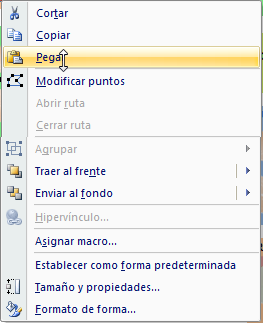 Cortar
Copiar
Pegar
Modificar puntos
Abrir ruta
Cerrar ruta
Agrupar
Traer al frente
Enviar al fondo
Hipervínculo...
Asignar macro...
Establecer como forma predeterminada
Tamaño y propiedades...
Formato de forma...